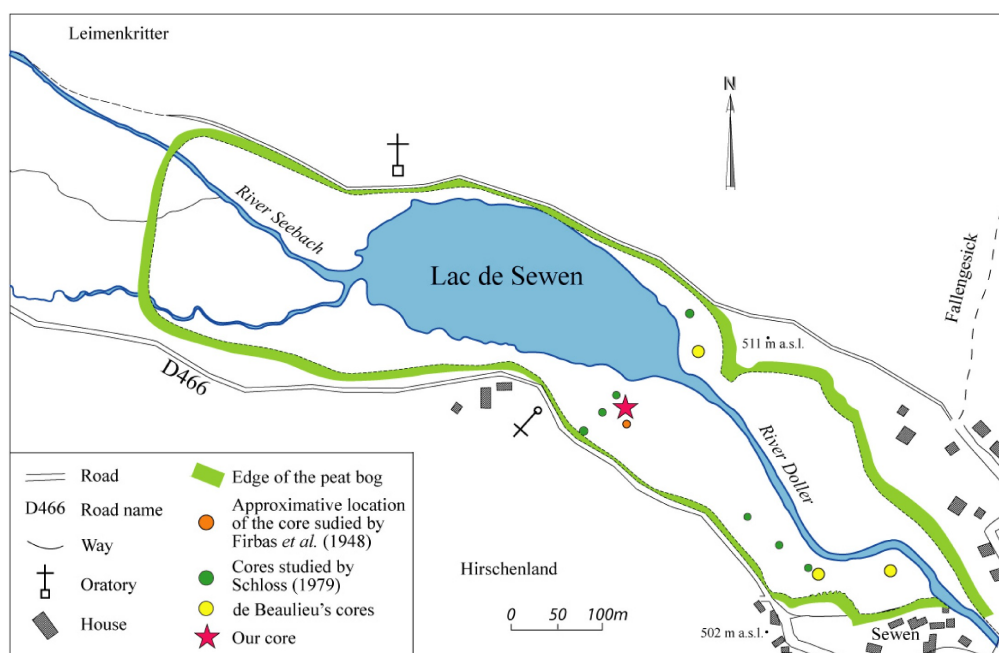 Leimenkritter
N
River Seebach
Lac de Sewen
Fallengesick
511 m a.s.l.
D466
River Doller
Road
D466 Road name
Way
Oratory
House
Edge of the peat bog
Approximative location
of the core sudied by
Firbas et al. (1948)
Cores studied by
Schloss (1979)
de Beaulieu's cores
Our core
Hirschenland
0 50 100m
502 m a.s.l.
Sewen